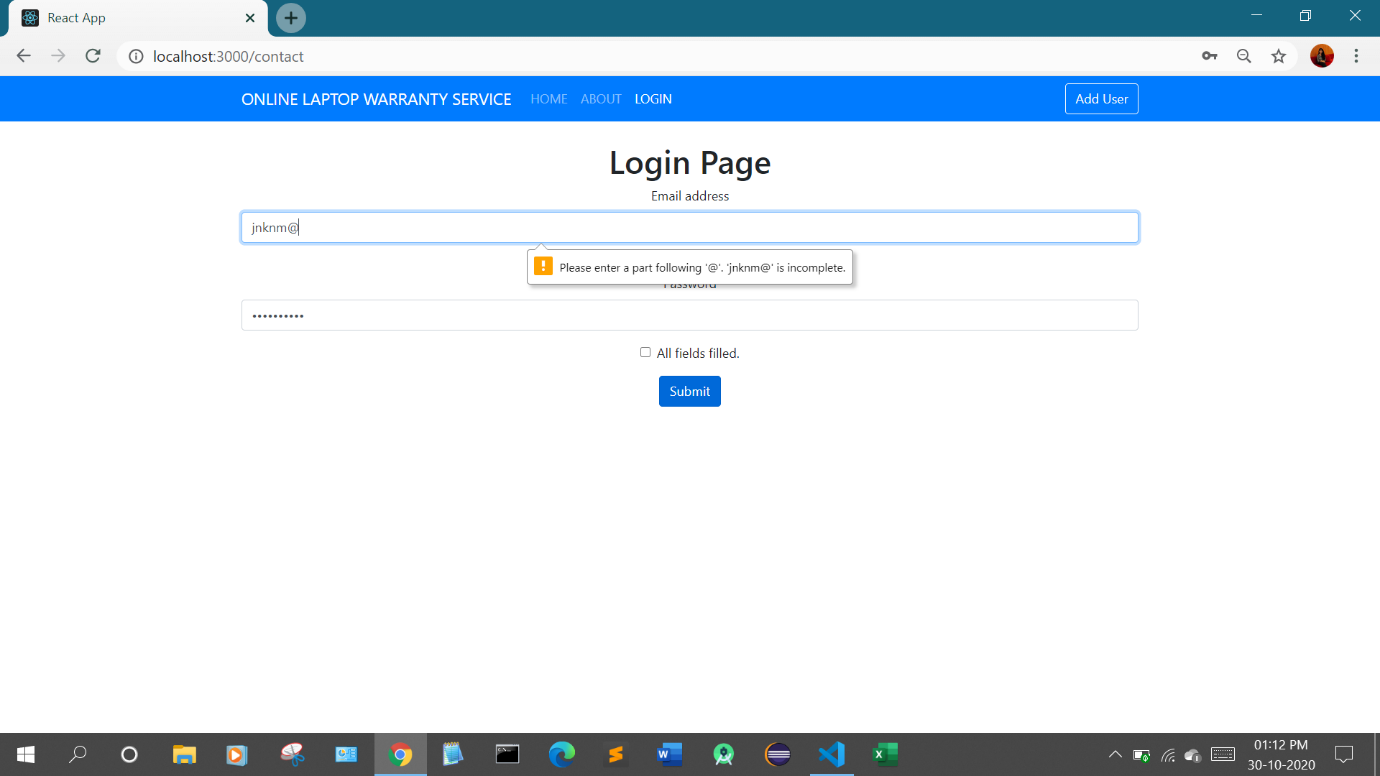 React App
localhost:3000/contact
ONLINE LAPTOP WARRANTY SERVICE HOME ABOUT LOGIN Add User
Login Page
Email address
jnknm@
Please enter a part following '@'. 'jnknm@' is incomplete.
Password
••••••••••
All fields filled.
Submit
01:12 PM
30-10-2020